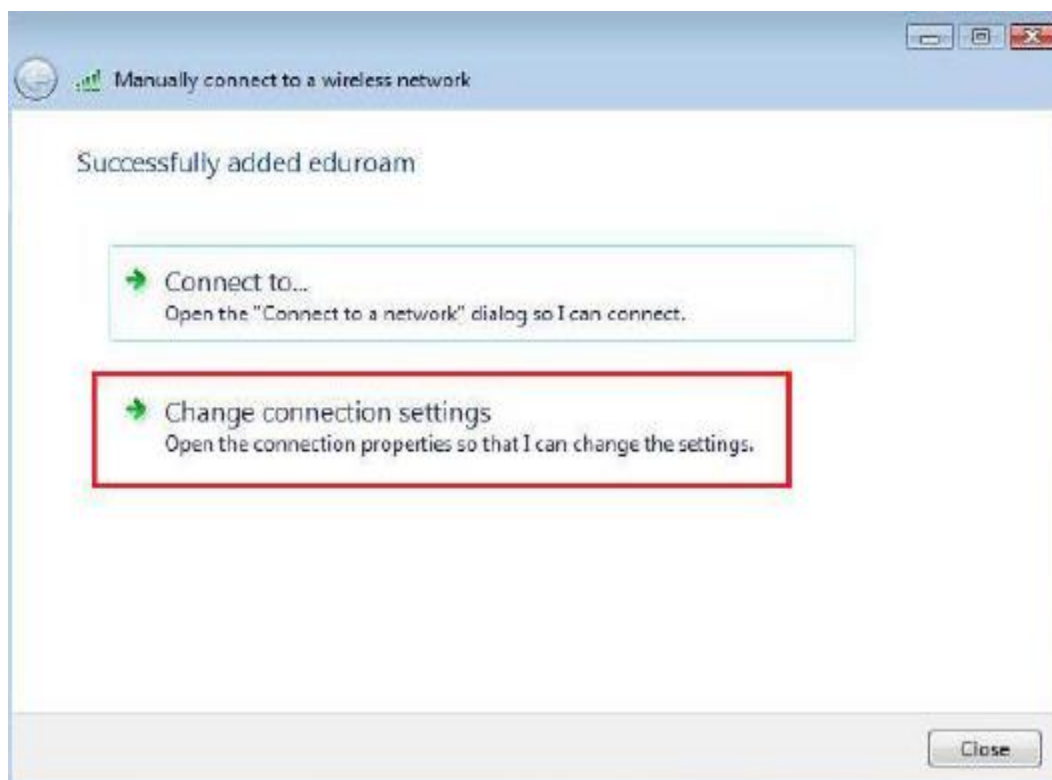 Manually connect to a wireless network
Successfully added eduroam
Connect to...
Open the "Connect to a network" dialog so I can connect.
Change connection settings
Open the connection properties so that I can change the settings.
Close